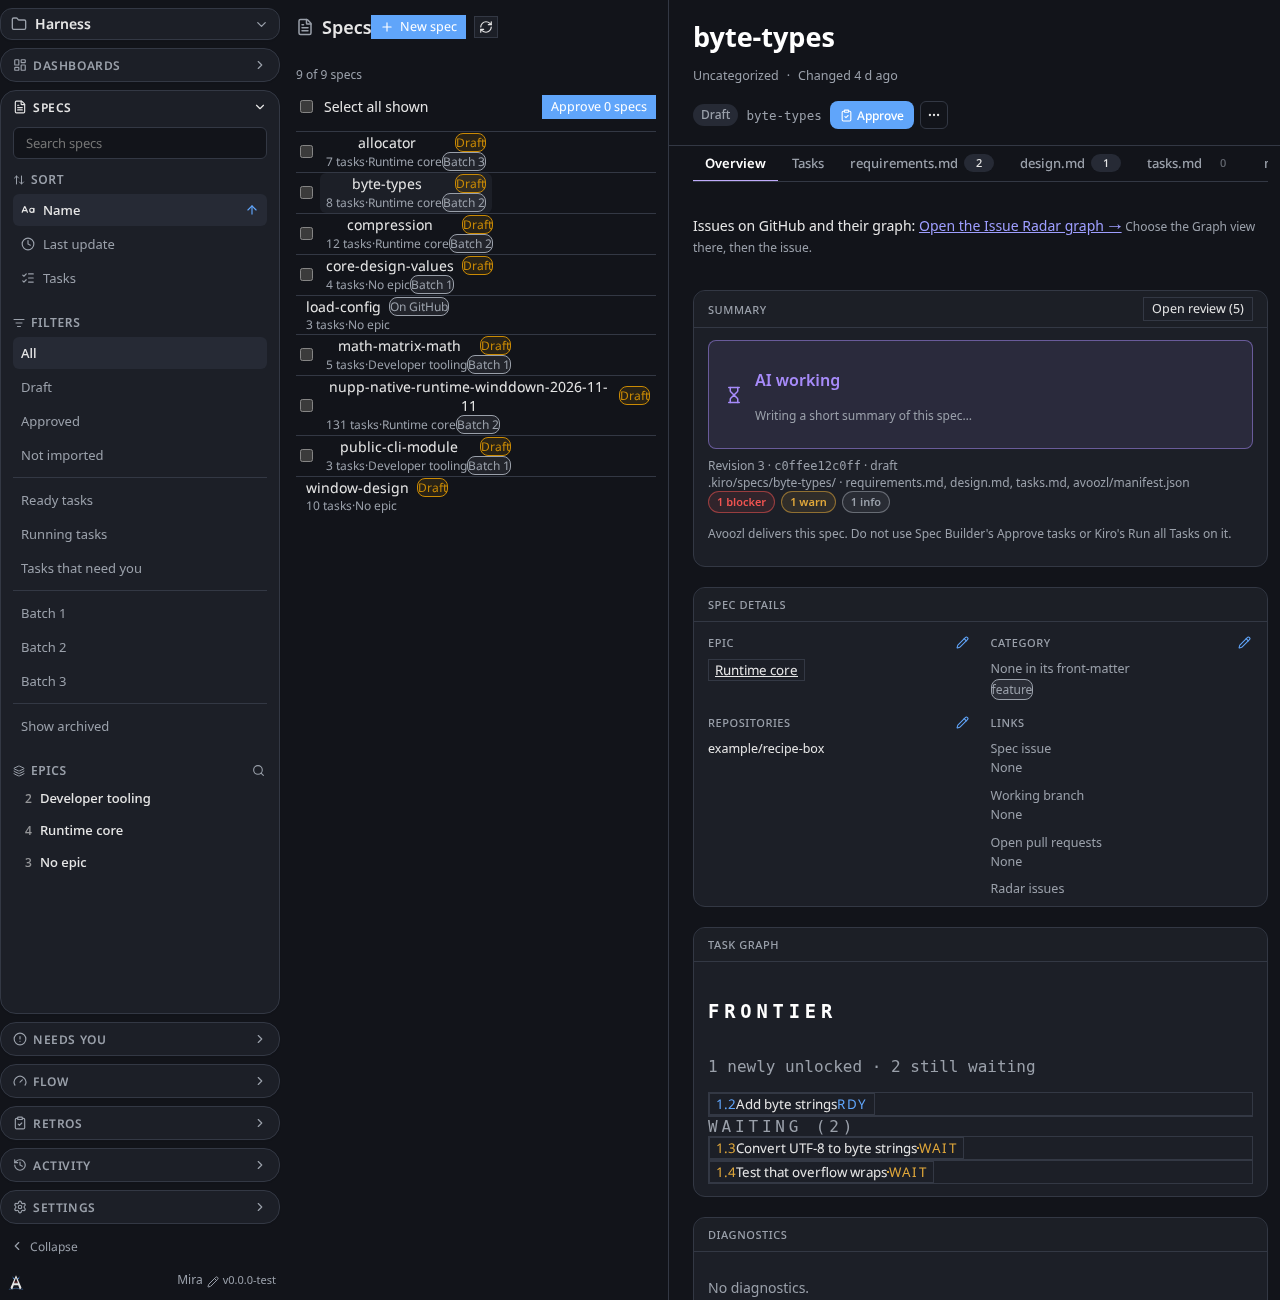 Harness
DASHBOARDS
SPECS
Search specs
SORT
Aa Name
Last update
Tasks
FILTERS
All
Draft
Approved
Not imported
Ready tasks
Running tasks
Tasks that need you
Batch 1
Batch 2
Batch 3
Show archived
EPICS
2 Developer tooling
4 Runtime core
3 No epic
NEEDS YOU
FLOW
RETROS
ACTIVITY
SETTINGS
Collapse
A Mira v0.0.0-test
Specs + New spec
9 of 9 specs
Select all shown Approve 0 specs
allocator Draft
7 tasks·Runtime core Batch 3
byte-types Draft
8 tasks·Runtime core Batch 2
compression Draft
12 tasks·Runtime core Batch 2
core-design-values Draft
4 tasks·No epic Batch 1
load-config On GitHub
3 tasks·No epic
math-matrix-math Draft
5 tasks·Developer tooling Batch 1
nupp-native-runtime-winddown-2026-11-
11 Draft
131 tasks·Runtime core Batch 2
public-cli-module Draft
3 tasks·Developer tooling Batch 1
window-design Draft
10 tasks·No epic
byte-types
Uncategorized · Changed 4 d ago
Draft byte-types Approve ···
Overview Tasks requirements.md 2 design.md 1 tasks.md 0
Issues on GitHub and their graph: Open the Issue Radar graph → Choose the Graph view
there, then the issue.
SUMMARY Open review (5)
AI working
Writing a short summary of this spec…
Revision 3 · c0ffee12c0ff · draft
.kiro/specs/byte-types/ · requirements.md, design.md, tasks.md, avoozl/manifest.json
1 blocker 1 warn 1 info
Avoozl delivers this spec. Do not use Spec Builder's Approve tasks or Kiro's Run all Tasks on it.
SPEC DETAILS
EPIC
Runtime core
CATEGORY
None in its front-matter
feature
REPOSITORIES
example/recipe-box
LINKS
Spec issue
None
Working branch
None
Open pull requests
None
Radar issues
TASK GRAPH
FRONTIER
1 newly unlocked · 2 still waiting
1.2 Add byte strings RDY
WAITING (2)
1.3 Convert UTF-8 to byte strings· WAIT
1.4 Test that overflow wraps· WAIT
DIAGNOSTICS
No diagnostics.